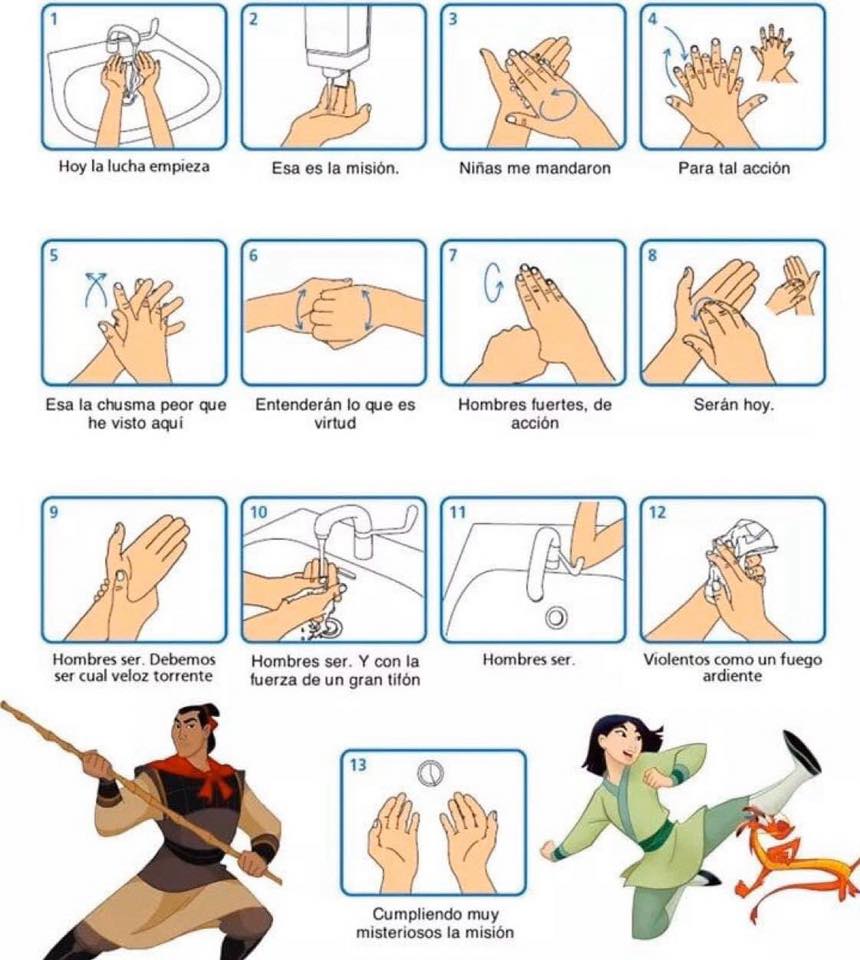 1
2
3
4
Hoy la lucha empieza
Esa es la misión.
Niñas me mandaron
Para tal acción
5
6
7
8
Esa la chusma peor que
he visto aquí
Entenderán lo que es
virtud
Hombres fuertes, de
acción
Serán hoy.
9
10
11
12
Hombres ser. Debemos
ser cual veloz torrente
Hombres ser. Y con la
fuerza de un gran tifón
Hombres ser.
Violentos como un fuego
ardiente
13
Cumpliendo muy
misteriosos la misión